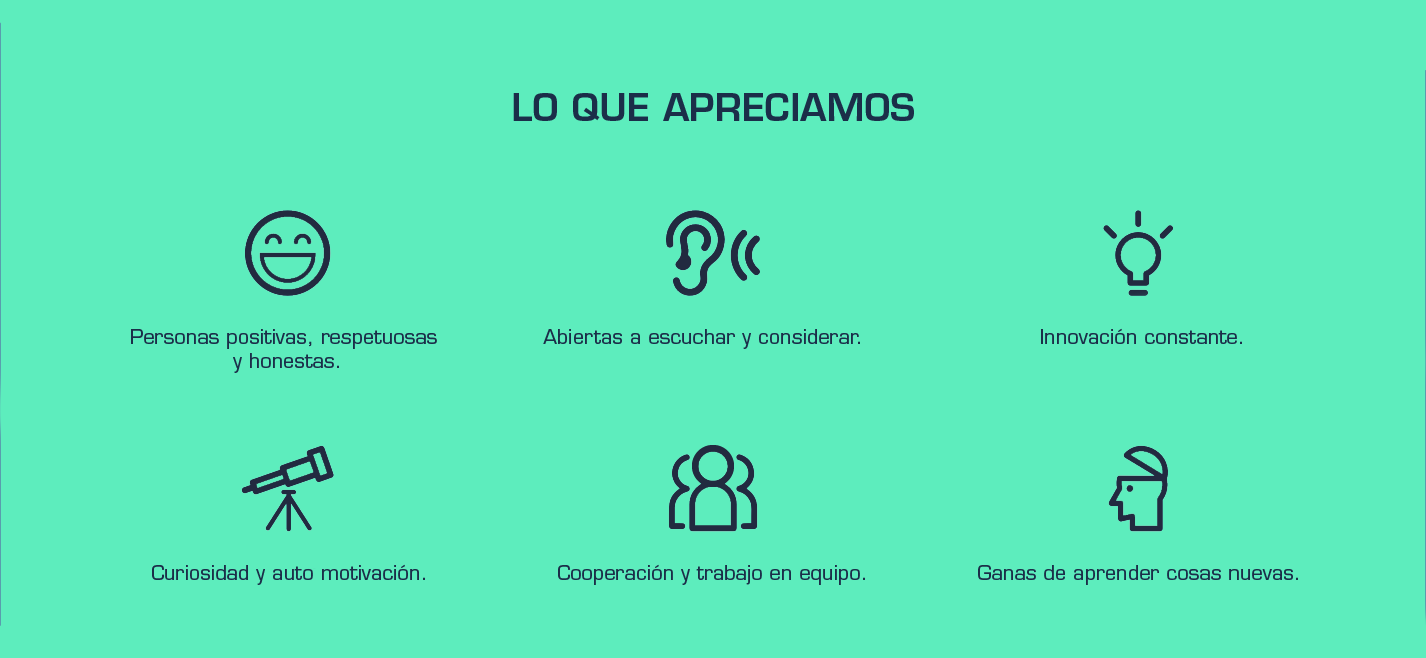 LO QUE APRECIAMOS
Personas positivas, respetuosas
y honestas.
Abiertas a escuchar y considerar.
Innovación constante.
Curiosidad y auto motivación.
Cooperación y trabajo en equipo.
Ganas de aprender cosas nuevas.